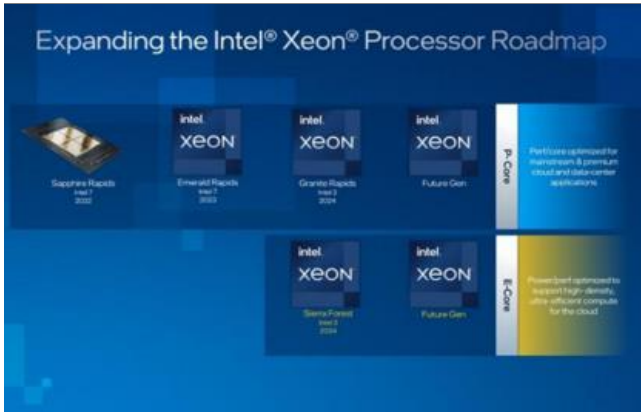 Expanding the Intel® Xeon® Processor Roadmap
intel.
XEON
intel.
XEON
intel.
XEON
Sapphire Rapids
Intel 7
2022
Emerald Rapids
Intel 7
2023
Granite Rapids
Intel 3
2024
Future Gen
P-Core
Perf/core optimized for
mainstream & premium
cloud and data-center
applications
intel.
XEON
intel.
XEON
Sierra Forest
Intel 3
2024
Future Gen
E-Core
Power/perf optimized to
support high-density,
ultra-efficient compute
for the cloud